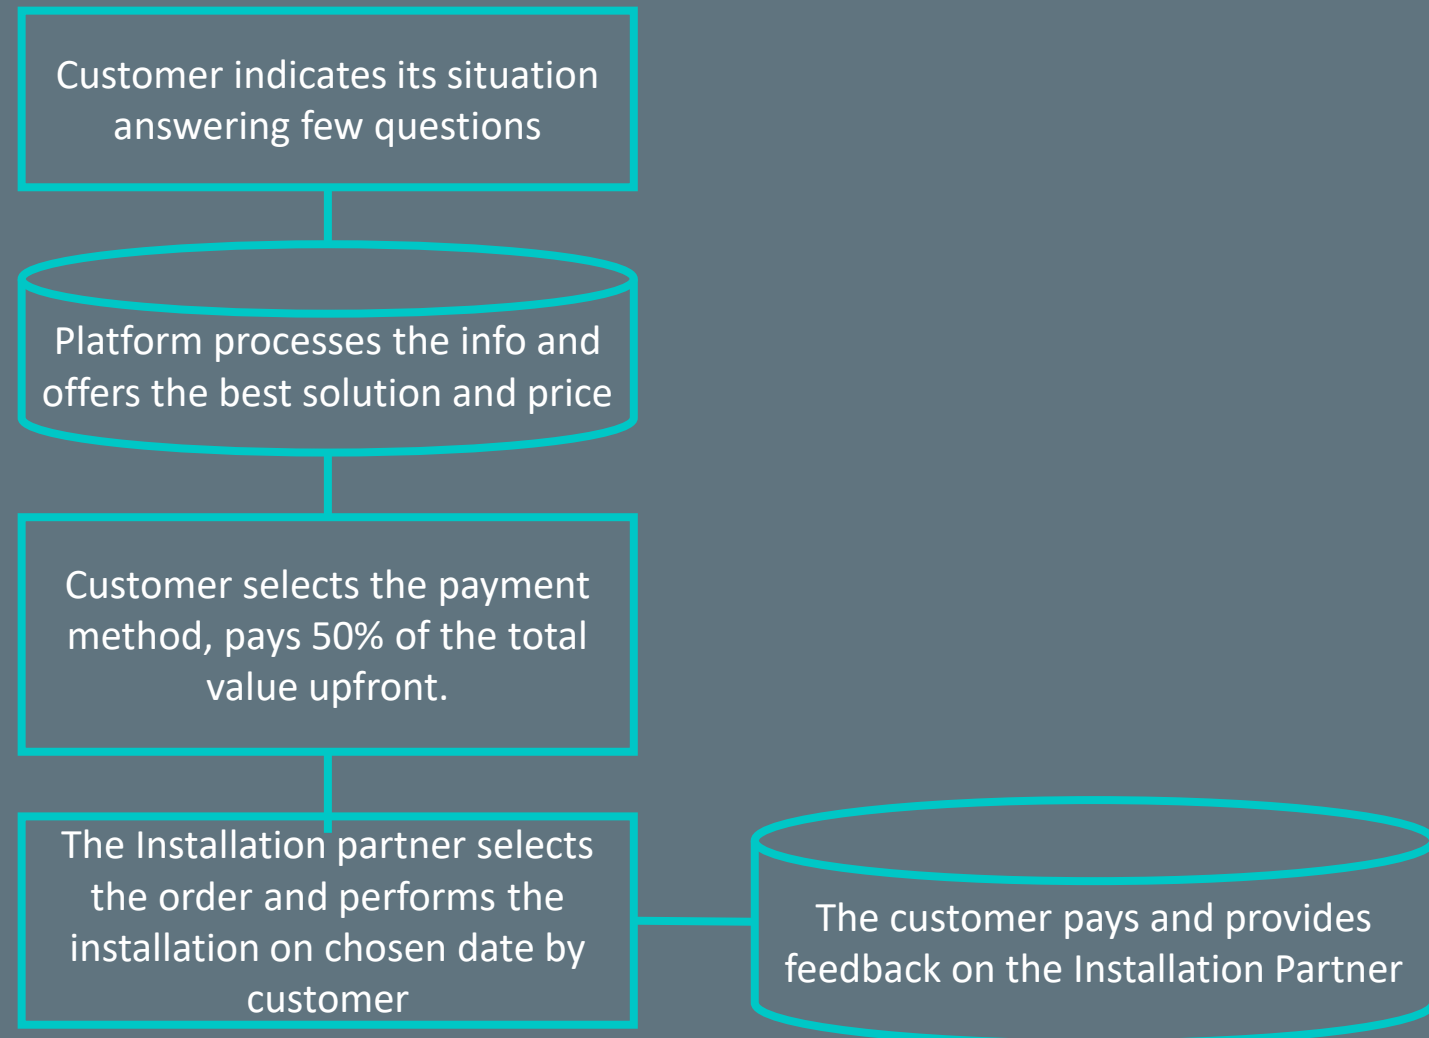 Customer indicates its situation
answering few questions
Platform processes the info and
offers the best solution and price
Customer selects the payment
method, pays 50% of the total
value upfront.
The Installation partner selects
the order and performs the
installation on chosen date by
customer
The customer pays and provides
feedback on the Installation Partner